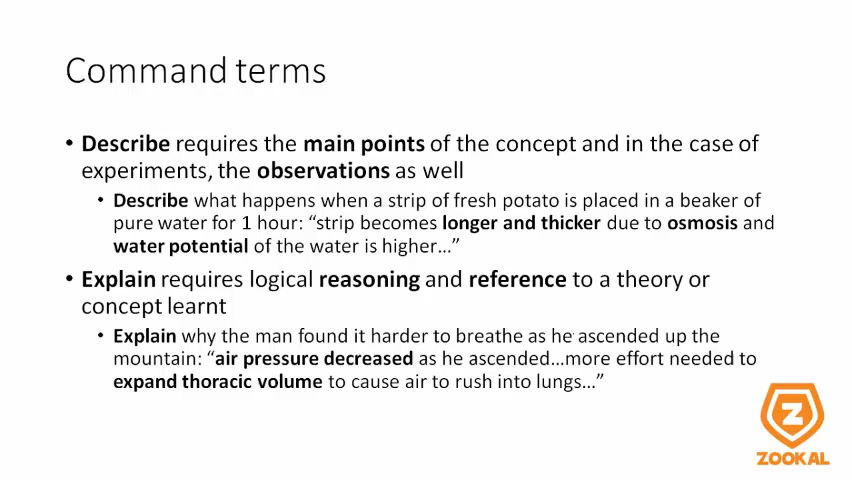 Command terms
• Describe requires the main points of the concept and in the case of
experiments, the observations as well
• Describe what happens when a strip of fresh potato is placed in a beaker of
pure water for 1 hour: “strip becomes longer and thicker due to osmosis and
water potential of the water is higher…”
• Explain requires logical reasoning and reference to a theory or
concept learnt
• Explain why the man found it harder to breathe as he ascended up the
mountain: “air pressure decreased as he ascended…more effort needed to
expand thoracic volume to cause air to rush into lungs…”
Z
ZOOKAL